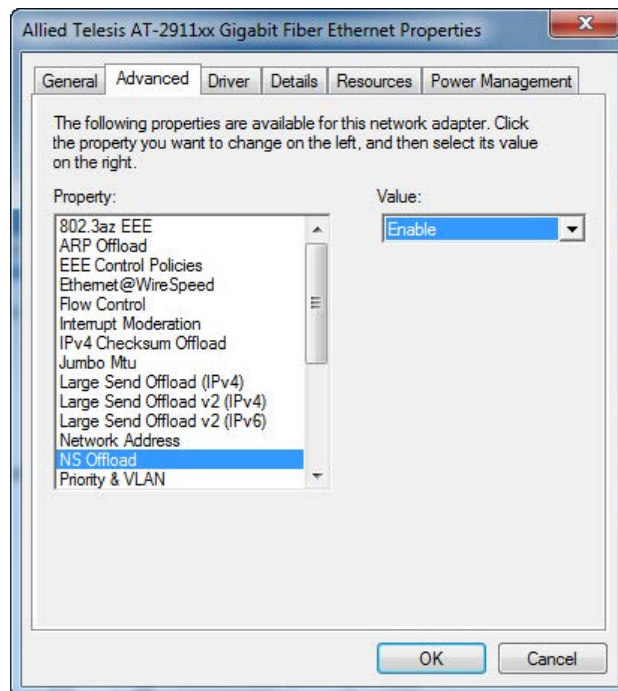 Allied Telesis AT-2911xx Gigabit Fiber Ethernet Properties
General Advanced Driver Details Resources Power Management
The following properties are available for this network adapter. Click
the property you want to change on the left, and then select its value
on the right.
Property:
Value:
802.3az EEE
ARP Offload
EEE Control Policies
Ethernet@WireSpeed
Flow Control
Interrupt Moderation
IPv4 Checksum Offload
Jumbo Mtu
Large Send Offload (IPv4)
Large Send Offload v2 (IPv4)
Large Send Offload v2 (IPv6)
Network Address
NS Offload
Priority & VLAN
Enable
OK
Cancel